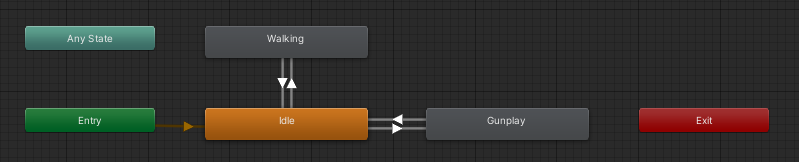 Any State
Walking
Entry
Idle
Gunplay
Exit